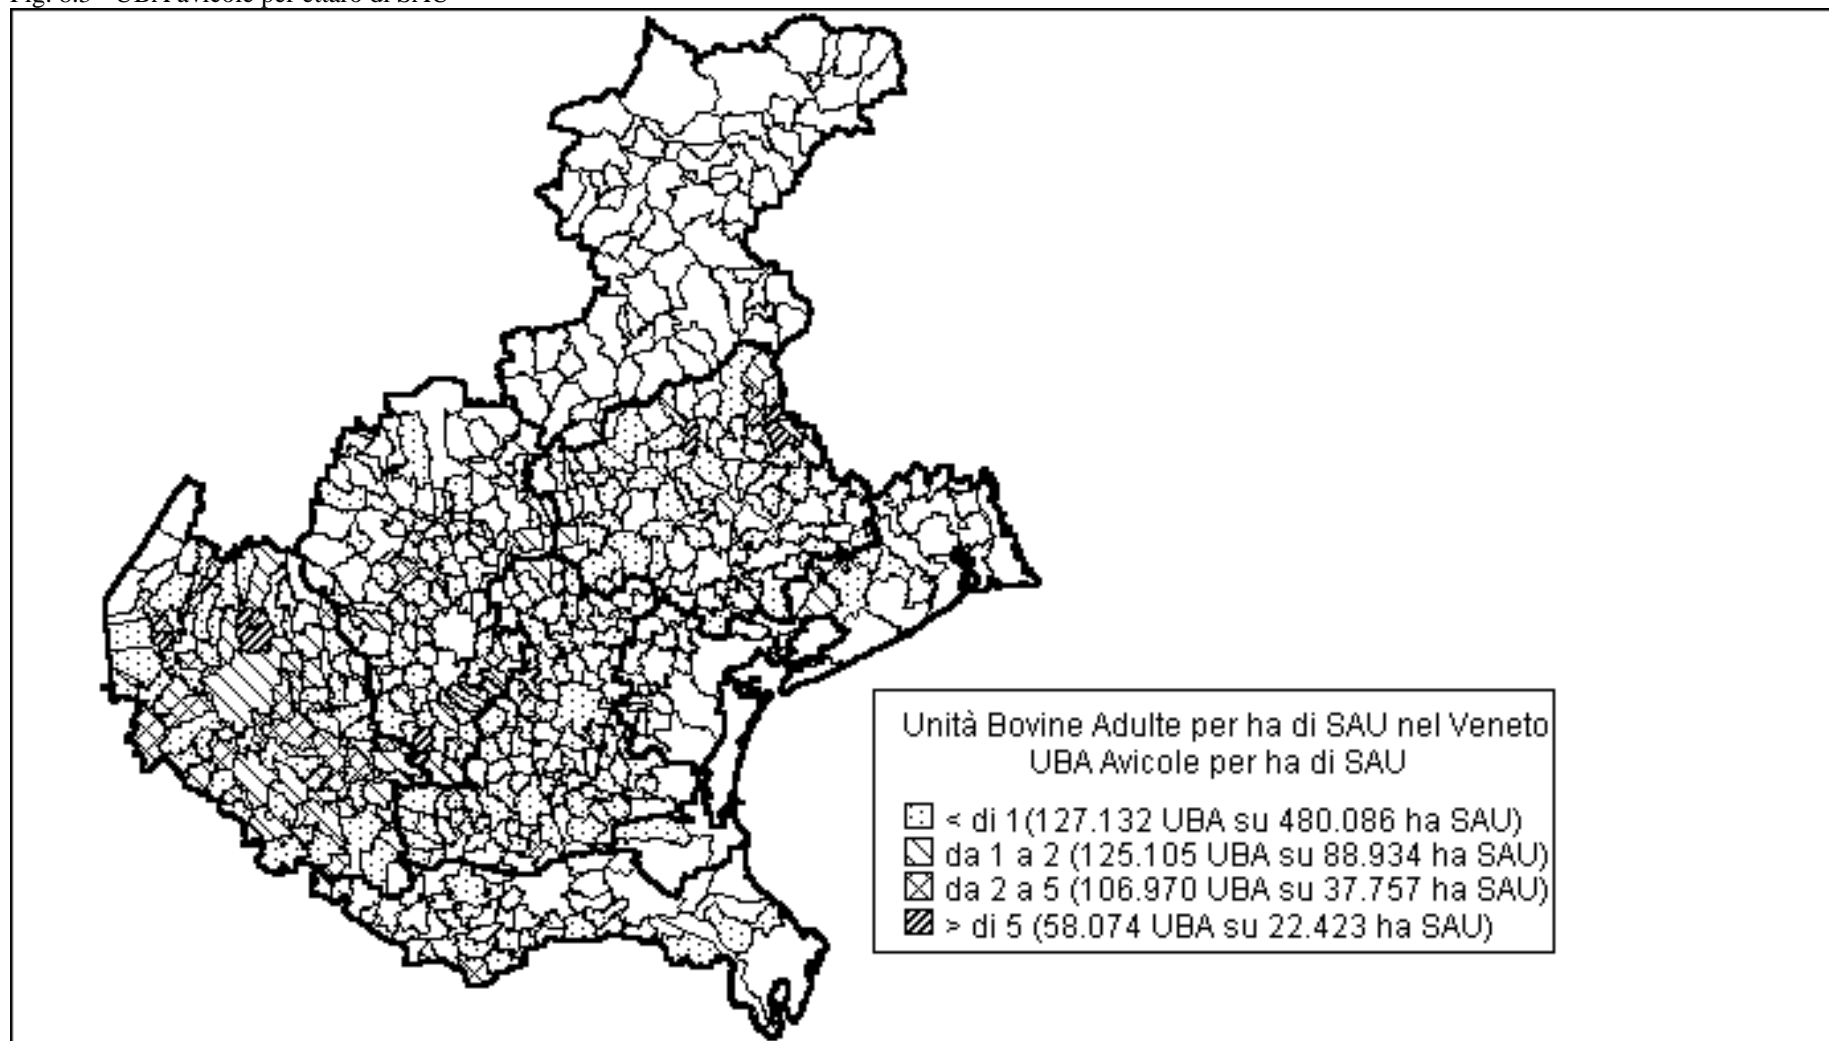 Unità Bovine Adulte per ha di SAU nel Veneto
UBA Avicole per ha di SAU
< di 1(127.132 UBA su 480.086 ha SAU)
da 1 a 2 (125.105 UBA su 88.934 ha SAU)
da 2 a 5 (106.970 UBA su 37.757 ha SAU)
> di 5 (58.074 UBA su 22.423 ha SAU)